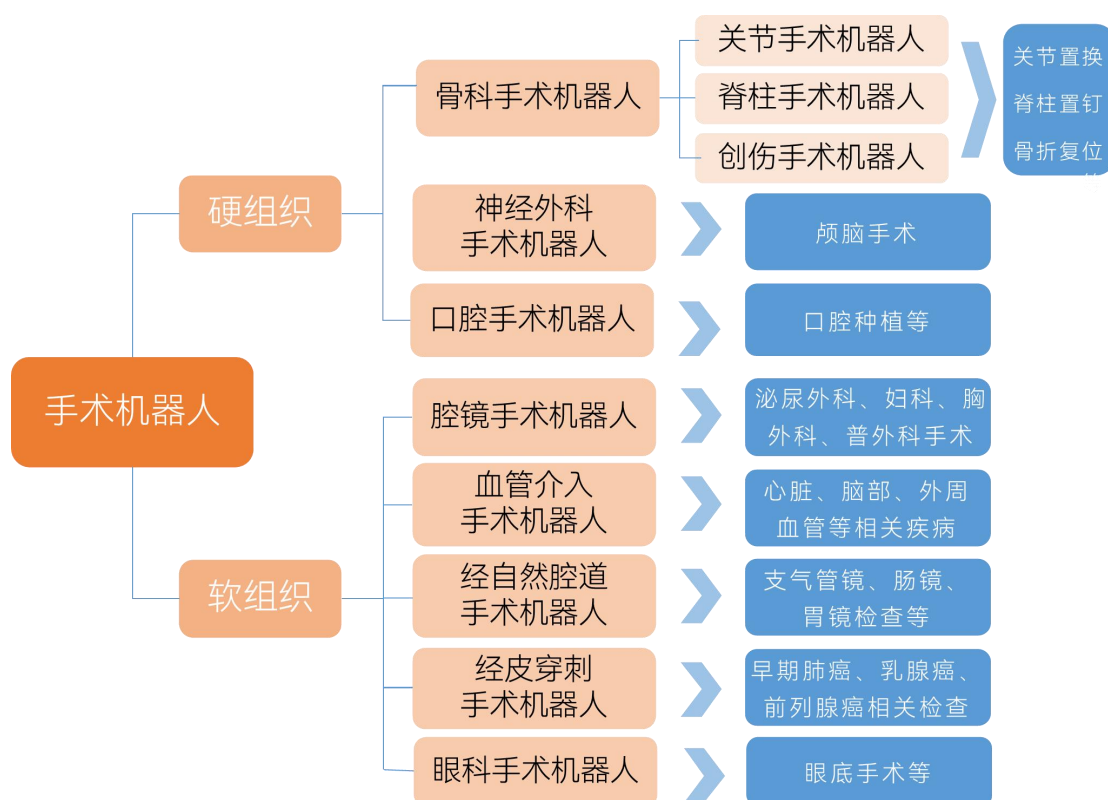 手术机器人
硬组织
骨科手术机器人
关节手术机器人
脊柱手术机器人
创伤手术机器人
关节置换
脊柱置钉
骨折复位
神经外科
手术机器人
颅脑手术
口腔手术机器人
口腔种植等
软组织
腔镜手术机器人
泌尿外科、妇科、胸
外科、普外科手术
血管介入
手术机器人
心脏、脑部、外周
血管等相关疾病
经自然腔道
手术机器人
支气管镜、肠镜、
胃镜检查等
经皮穿刺
手术机器人
早期肺癌、乳腺癌、
前列腺癌相关检查
眼科手术机器人
眼底手术等